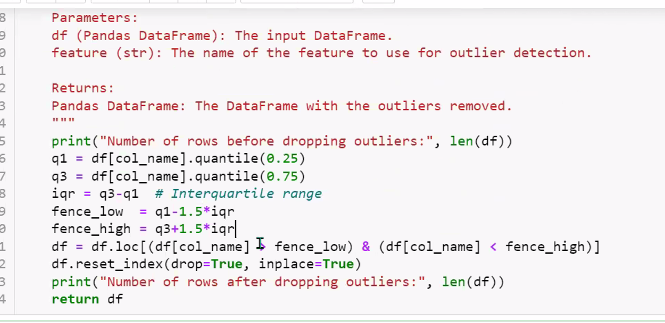 8 Parameters:
9 df (Pandas DataFrame): The input DataFrame.
0 feature (str): The name of the feature to use for outlier detection.
1
2 Returns:
3 Pandas DataFrame: The DataFrame with the outliers removed.
4 """
5 print("Number of rows before dropping outliers:", len(df))
6 q1 = df[col_name].quantile(0.25)
7 q3 = df[col_name].quantile(0.75)
8 iqr = q3-q1 # Interquartile range
9 fence_low = q1-1.5*iqr
0 fence_high = q3+1.5*iqr
1 df = df.loc[(df[col_name] > fence_low) & (df[col_name] < fence_high)]
2 df.reset_index(drop=True, inplace=True)
3 print("Number of rows after dropping outliers:", len(df))
4 return df